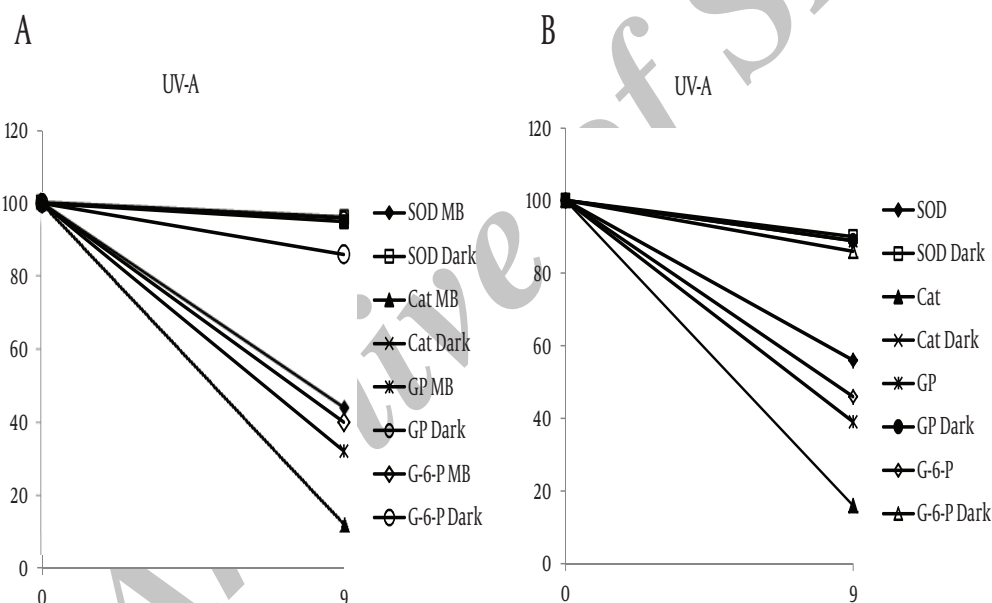 A
UV-A
120
100
80
60
40
20
0
0
9
SOD MB
SOD Dark
Cat MB
Cat Dark
GP MB
GP Dark
G-6-P MB
G-6-P Dark
B
UV-A
120
100
80
60
40
20
0
0
9
SOD
SOD Dark
Cat
Cat Dark
GP
GP Dark
G-6-P
G-6-P Dark